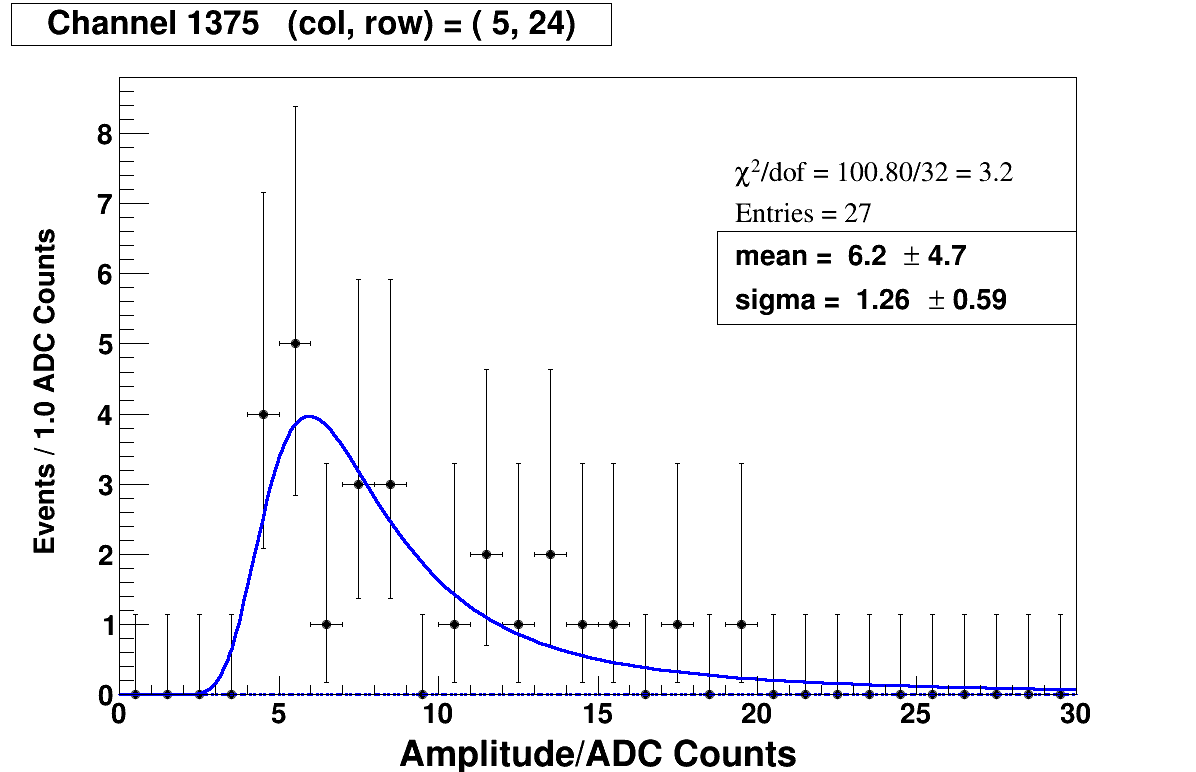 Channel 1375 (col, row) = ( 5, 24)
χ²/dof = 100.80/32 = 3.2
Entries = 27
mean = 6.2 ± 4.7
sigma = 1.26 ± 0.59
Events / 1.0 ADC Counts
8
7
6
5
4
3
2
1
0
0 5 10 15 20 25 30
Amplitude/ADC Counts